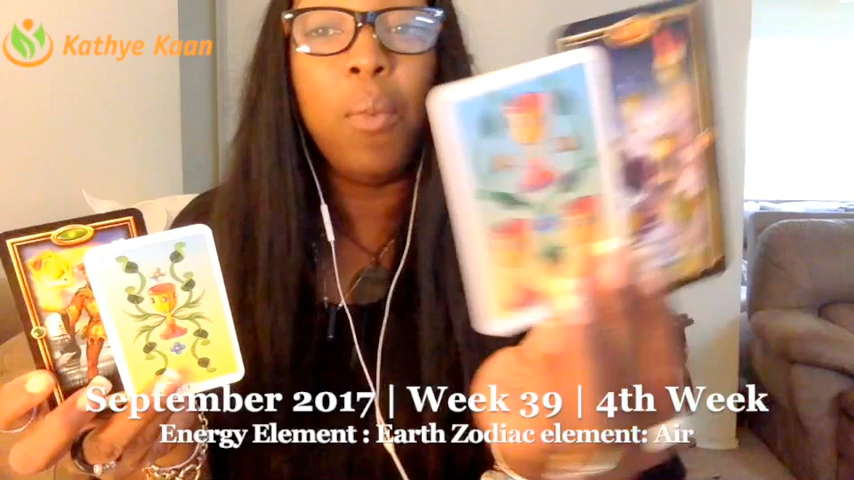 Kathye Kaan
September 2017 | Week 39 | 4th Week
Energy Element : Earth Zodiac element: Air